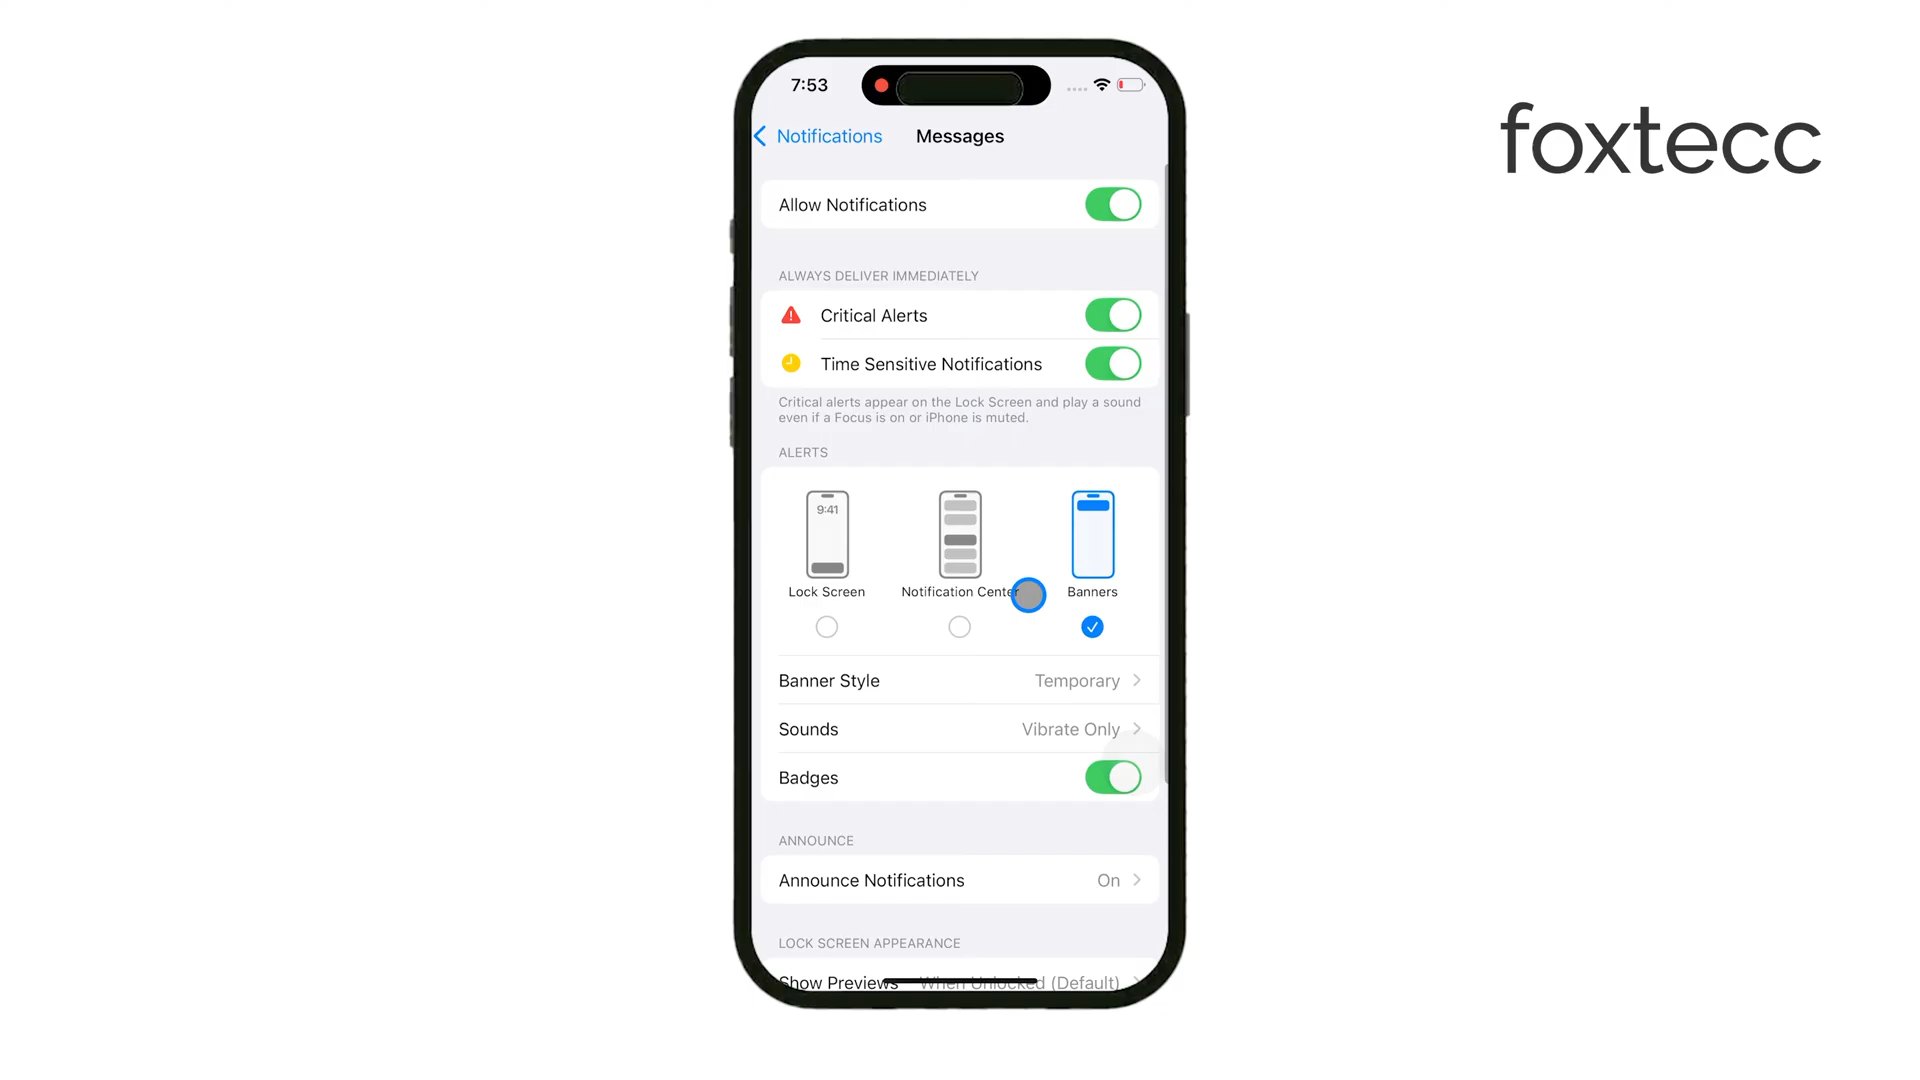 foxtecc
7:53
Notifications Messages
Allow Notifications
ALWAYS DELIVER IMMEDIATELY
Critical Alerts
Time Sensitive Notifications
Critical alerts appear on the Lock Screen and play a sound
even if a Focus is on or iPhone is muted.
ALERTS
9:41
Lock Screen Notification Center Banners
Banner Style Temporary
Sounds Vibrate Only
Badges
ANNOUNCE
Announce Notifications On
LOCK SCREEN APPEARANCE
Show Previews When Unlocked (Default)